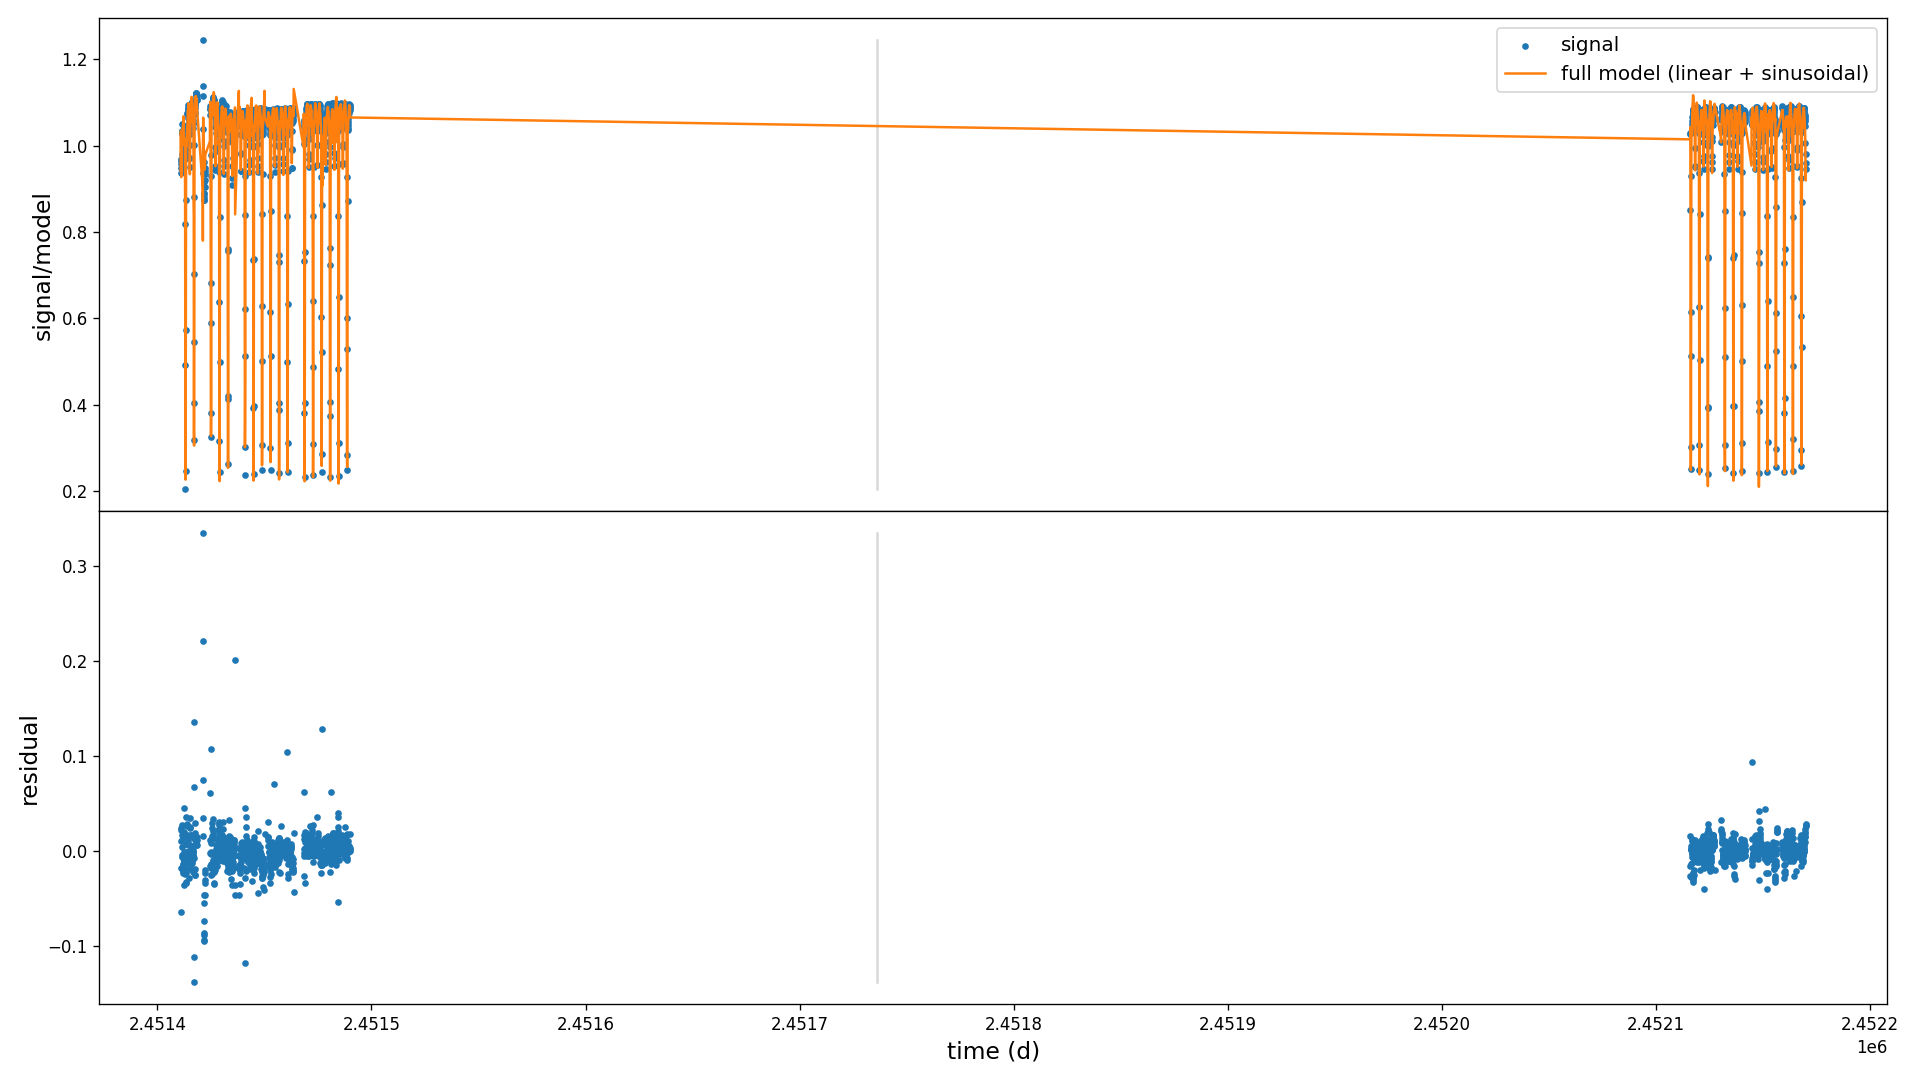 signal
full model (linear + sinusoidal)
1.2
1.0
0.8
0.6
0.4
0.2
signal/model
0.3
0.2
0.1
0.0
−0.1
residual
2.4514 2.4515 2.4516 2.4517 2.4518 2.4519 2.4520 2.4521 2.4522
1e6
time (d)